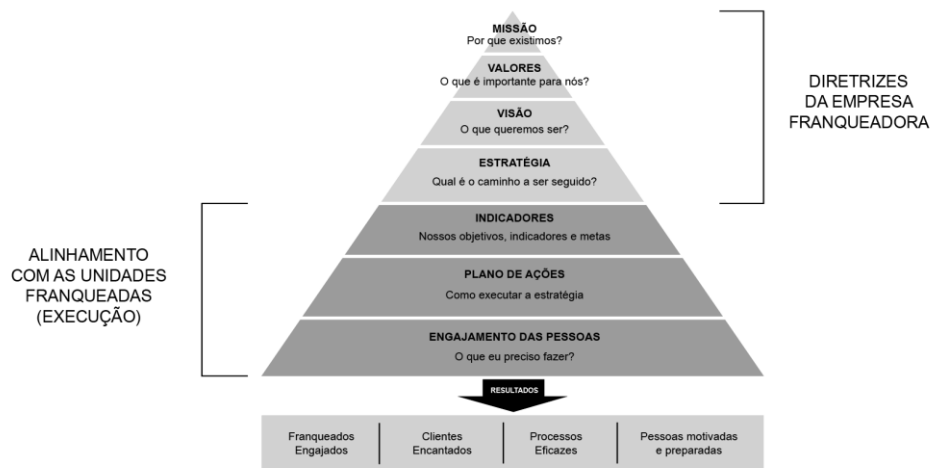 MISSÃO
Por que existimos?
VALORES
O que é importante para nós?
VISÃO
O que queremos ser?
ESTRATÉGIA
Qual é o caminho a ser seguido?
DIRETRIZES
DA EMPRESA
FRANQUEADORA
INDICADORES
Nossos objetivos, indicadores e metas
PLANO DE AÇÕES
Como executar a estratégia
ENGAJAMENTO DAS PESSOAS
O que eu preciso fazer?
ALINHAMENTO
COM AS UNIDADES
FRANQUEADAS
(EXECUÇÃO)
RESULTADOS
Franqueados
Engajados
Clientes
Encantados
Processos
Eficazes
Pessoas motivadas
e preparadas